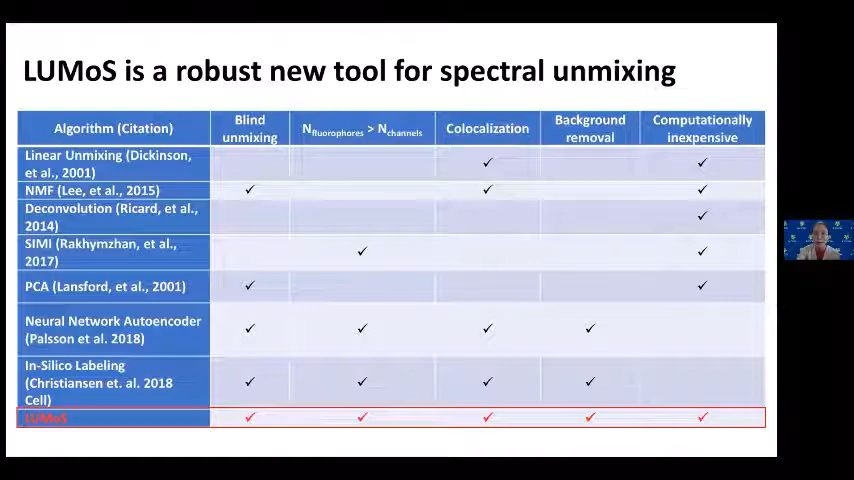 LUMoS is a robust new tool for spectral unmixing
Algorithm (Citation)
Blind
unmixing
Nfluorophores > Nchannels
Colocalization
Background
removal
Computationally
inexpensive
Linear Unmixing (Dickinson,
et al., 2001)
✓ ✓
NMF (Lee, et al., 2015)
✓ ✓ ✓
Deconvolution (Ricard, et al.,
2014)
✓
SIMI (Rakhymzhan, et al.,
2017)
✓ ✓
PCA (Lansford, et al., 2001)
✓ ✓
Neural Network Autoencoder
(Palsson et al. 2018)
✓ ✓ ✓ ✓
In-Silico Labeling
(Christiansen et. al. 2018
Cell)
✓ ✓ ✓ ✓
LUMoS
✓ ✓ ✓ ✓ ✓